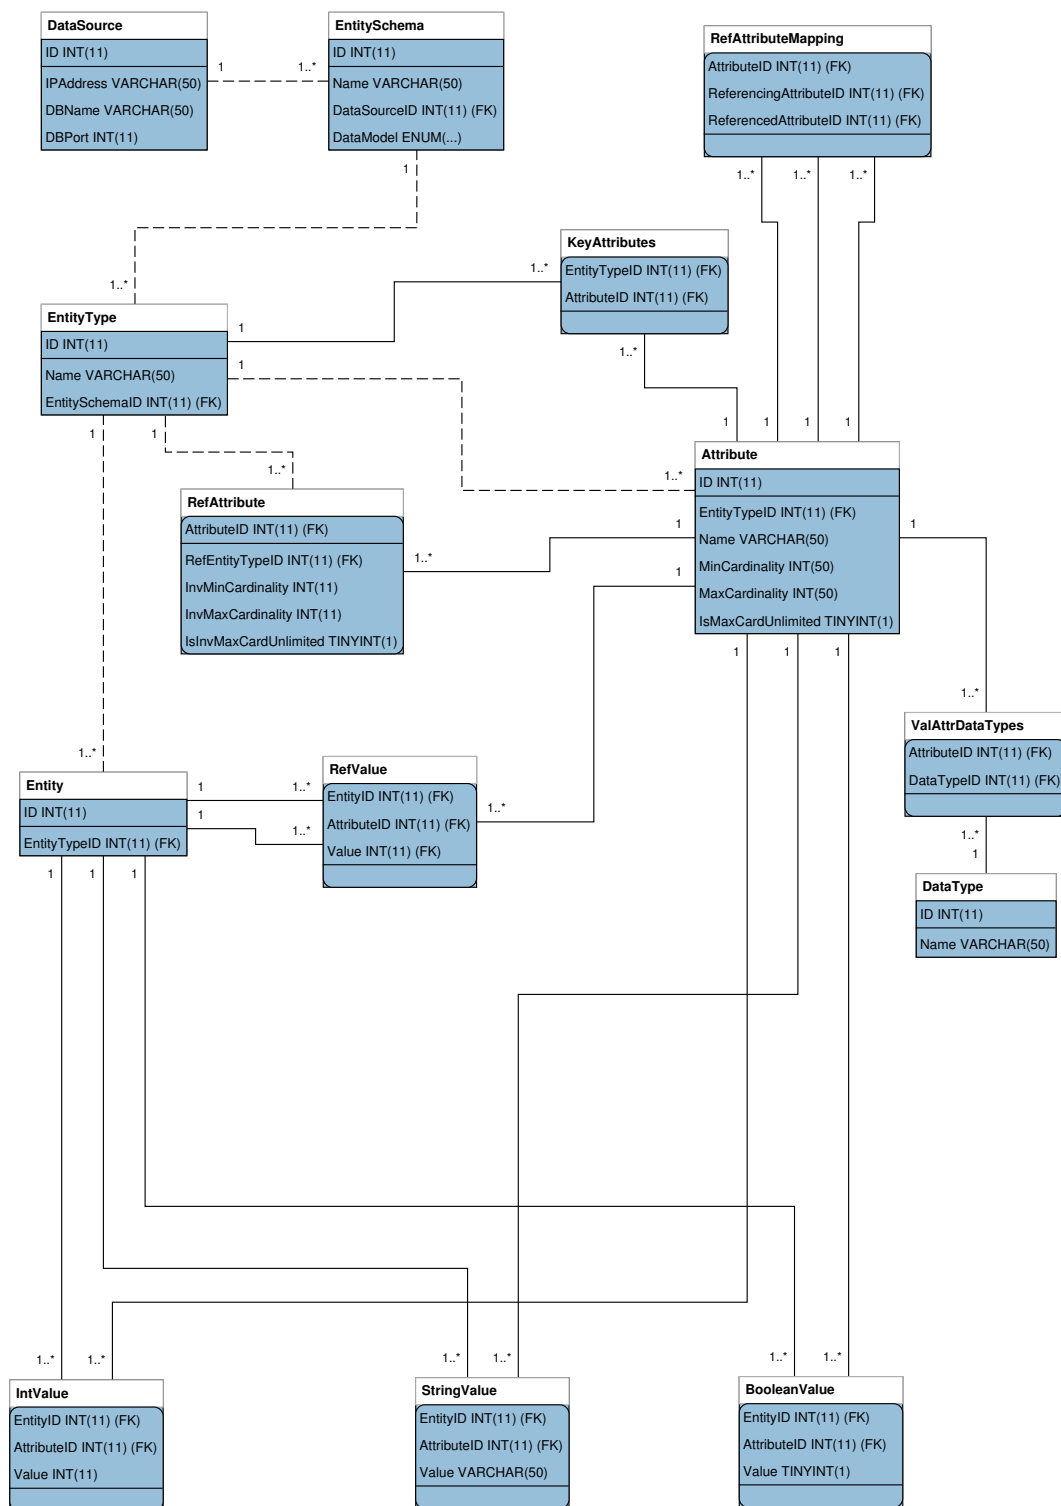 DataSource
ID INT(11)
IPAddress VARCHAR(50)
DBName VARCHAR(50)
DBPort INT(11)
1
1..*
EntitySchema
ID INT(11)
Name VARCHAR(50)
DataSourceID INT(11) (FK)
DataModel ENUM(...)
1
RefAttributeMapping
AttributeID INT(11) (FK)
ReferencingAttributeID INT(11) (FK)
ReferencedAttributeID INT(11) (FK)
1..*
1..*
1..*
KeyAttributes
EntityTypeID INT(11) (FK)
AttributeID INT(11) (FK)
1..*
1..*
1..*
EntityType
ID INT(11)
Name VARCHAR(50)
EntitySchemaID INT(11) (FK)
1
1
1
1
1..*
1..*
1
1
1
1
Attribute
ID INT(11)
EntityTypeID INT(11) (FK)
Name VARCHAR(50)
MinCardinality INT(50)
MaxCardinality INT(50)
IsMaxCardUnlimited TINYINT(1)
RefAttribute
AttributeID INT(11) (FK)
RefEntityTypeID INT(11) (FK)
InvMinCardinality INT(11)
InvMaxCardinality INT(11)
IsInvMaxCardUnlimited TINYINT(1)
1..*
1
1
1
1
1
1
1..*
ValAttrDataTypes
AttributeID INT(11) (FK)
DataTypeID INT(11) (FK)
1..*
1
DataType
ID INT(11)
Name VARCHAR(50)
1..*
Entity
ID INT(11)
EntityTypeID INT(11) (FK)
1
1
1..*
1..*
RefValue
EntityID INT(11) (FK)
AttributeID INT(11) (FK)
Value INT(11) (FK)
1..*
1
1
1
1..*
1..*
IntValue
EntityID INT(11) (FK)
AttributeID INT(11) (FK)
Value INT(11)
1..*
1..*
StringValue
EntityID INT(11) (FK)
AttributeID INT(11) (FK)
Value VARCHAR(50)
1..*
1..*
BooleanValue
EntityID INT(11) (FK)
AttributeID INT(11) (FK)
Value TINYINT(1)